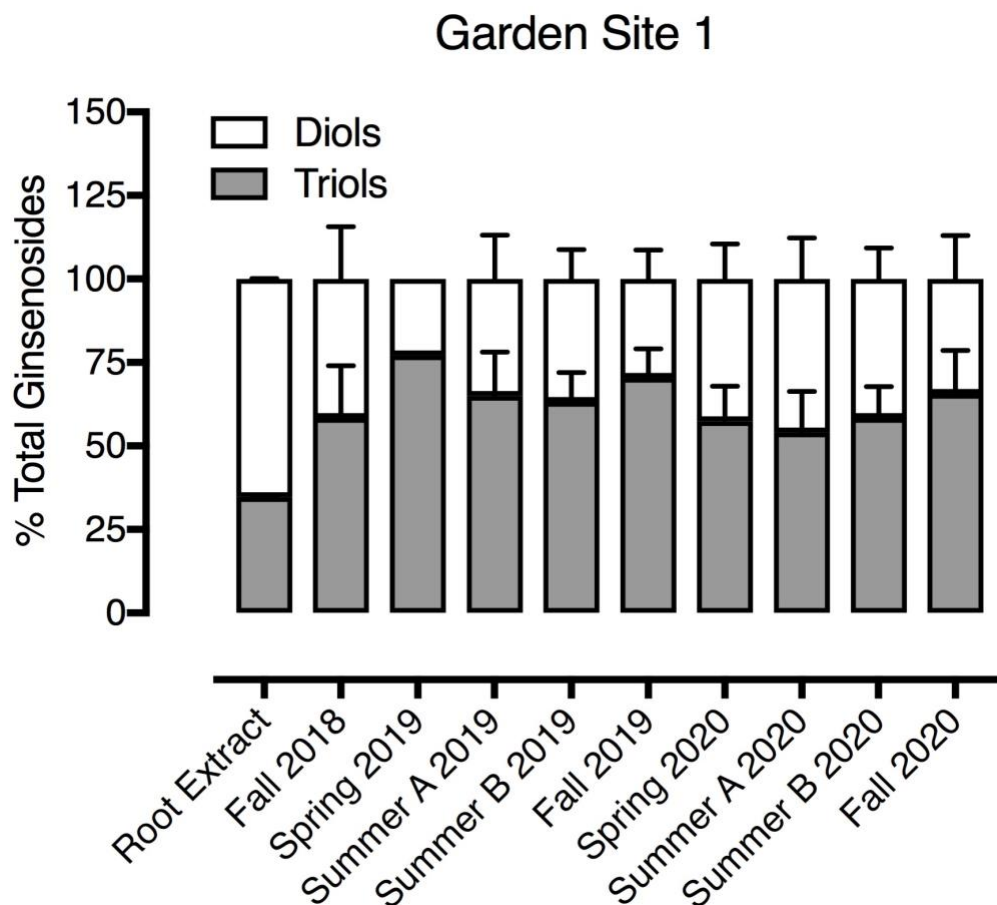 Garden Site 1
% Total Ginsenosides
150
125
100
75
50
25
0
Diols
Triols
Root Extract
Fall 2018
Spring 2019
Summer A 2019
Summer B 2019
Fall 2019
Spring 2020
Summer A 2020
Summer B 2020
Fall 2020